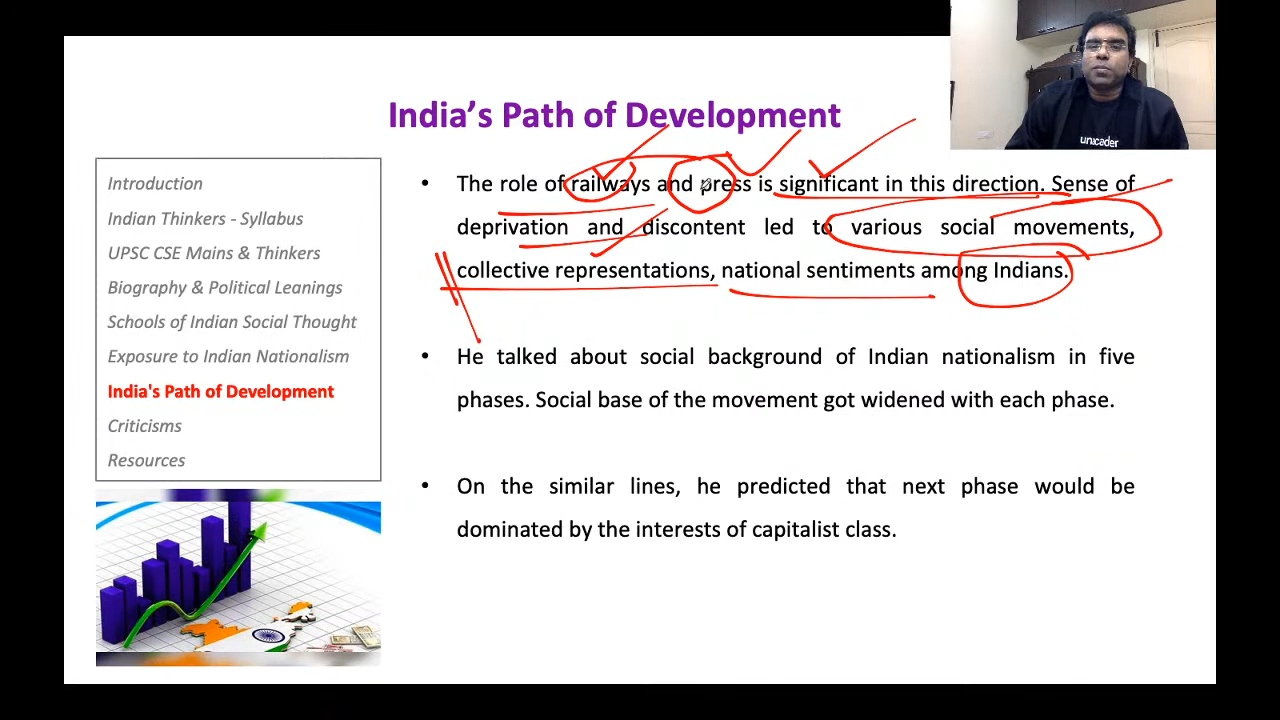 unacader
India's Path of Development
Introduction
Indian Thinkers - Syllabus
UPSC CSE Mains & Thinkers
Biography & Political Leanings
Schools of Indian Social Thought
Exposure to Indian Nationalism
India's Path of Development
Criticisms
Resources
• The role of railways and press is significant in this direction. Sense of
deprivation and discontent led to various social movements,
collective representations, national sentiments among Indians.
• He talked about social background of Indian nationalism in five
phases. Social base of the movement got widened with each phase.
• On the similar lines, he predicted that next phase would be
dominated by the interests of capitalist class.